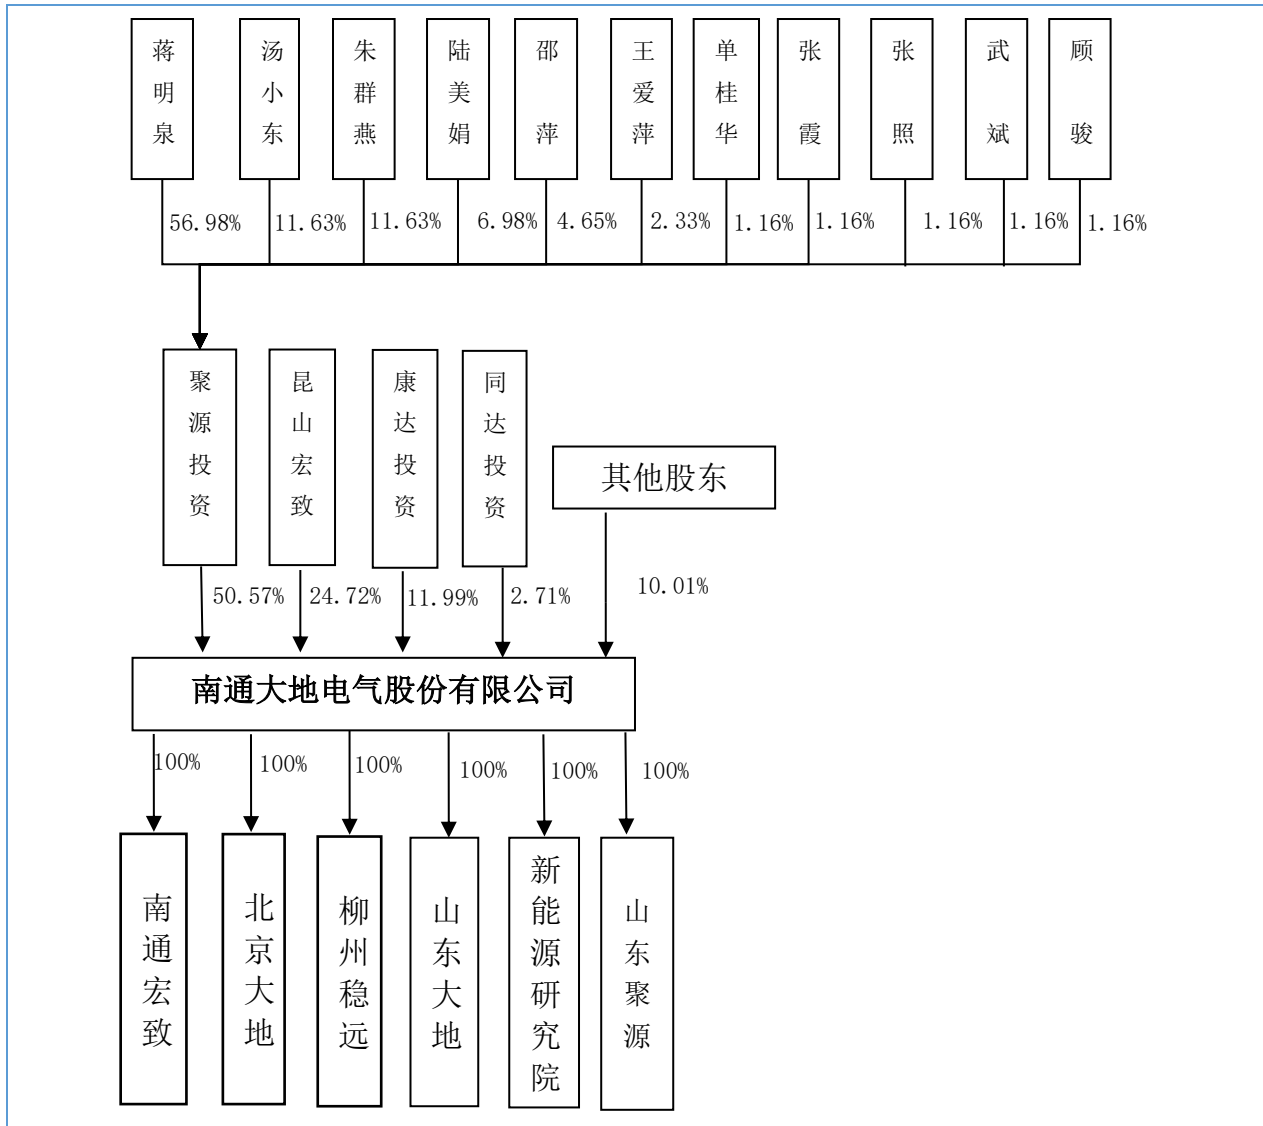 蒋明泉
汤小东
朱群燕
陆美娟
邵萍
王爱萍
单桂华
张霞
张照
武斌
顾骏
56.98%
11.63%
11.63%
6.98%
4.65%
2.33%
1.16%
1.16%
1.16%
1.16%
1.16%
聚源投资
昆山宏致
康达投资
同达投资
其他股东
50.57%
24.72%
11.99%
2.71%
10.01%
南通大地电气股份有限公司
100%
100%
100%
100%
100%
100%
南通宏致
北京大地
柳州稳远
山东大地
新能源研究院
山东聚源